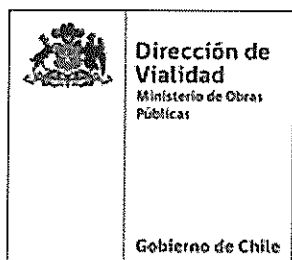 Dirección de
Vialidad
Ministerio de Obras
Públicas
Gobierno de Chile